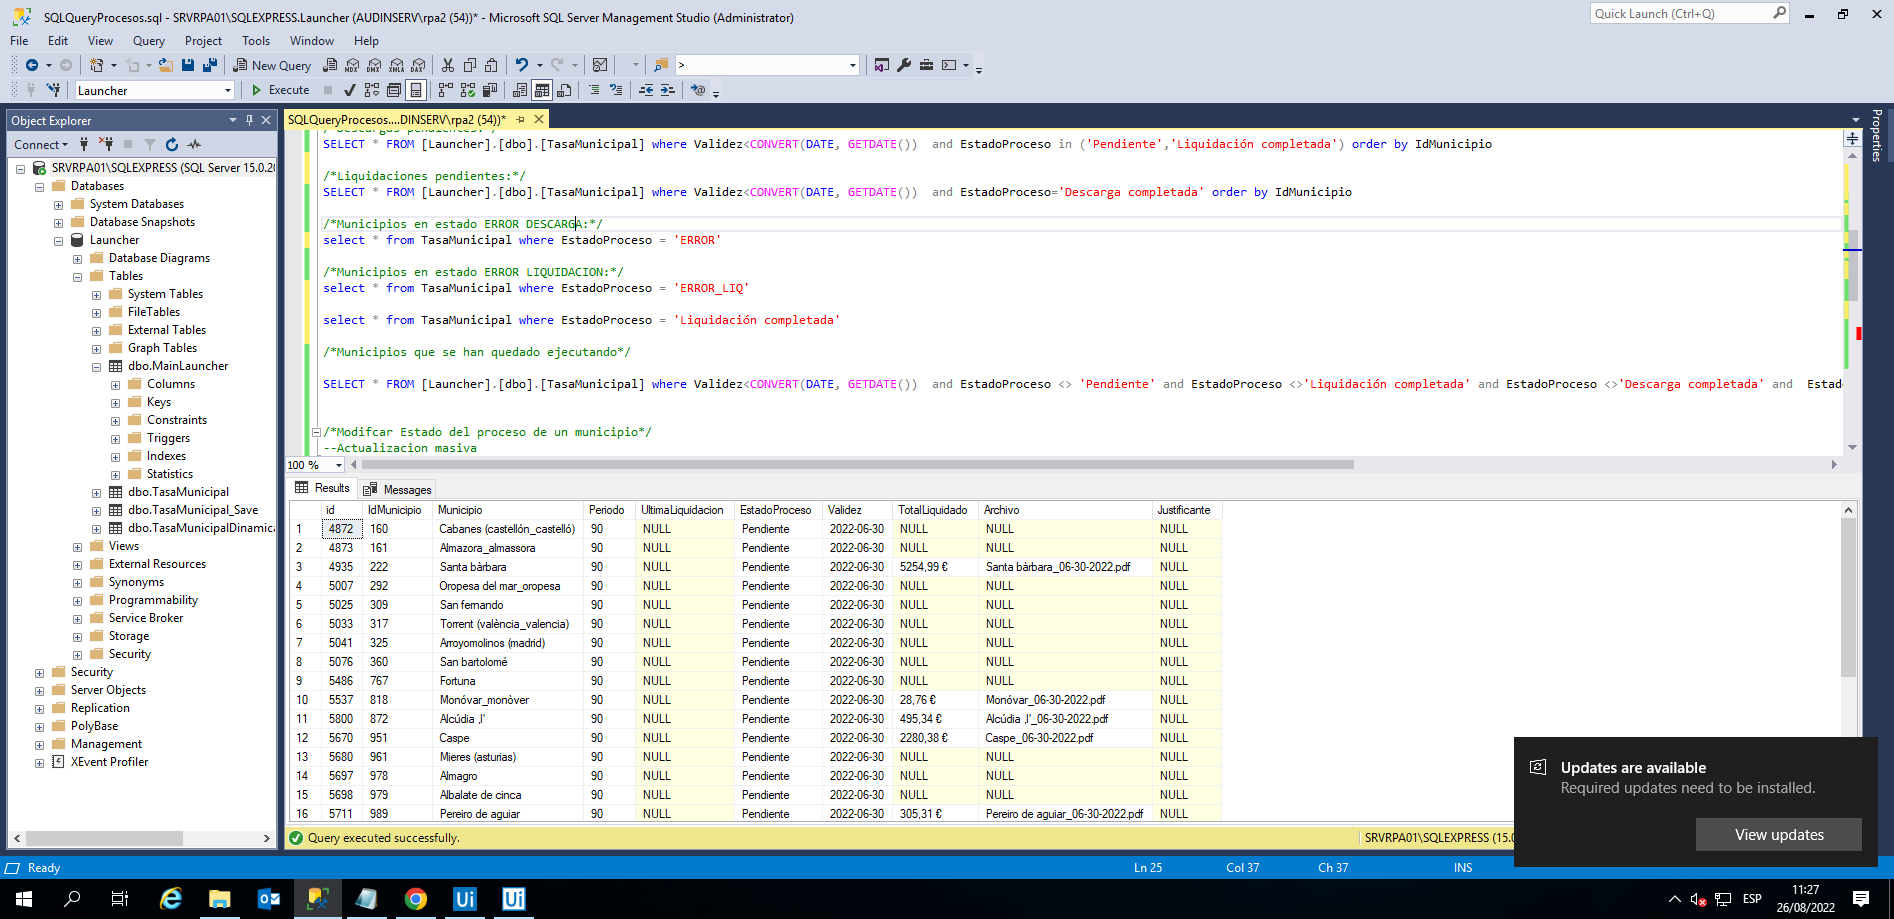 SQLQueryProcesos.sql - SRVRPA01\SQLEXPRESS.Launcher (AUDINSERV\rpa2 (54))* - Microsoft SQL Server Management Studio (Administrator)
Quick Launch (Ctrl+Q)
File Edit View Query Project Tools Window Help
New Query MDX DMX XMLA DAX >
Launcher Execute
Object Explorer
SQLQueryProcesos....DINSERV\rpa2 (54))*
Properties
Connect
SRVRPA01\SQLEXPRESS (SQL Server 15.0.20
Databases
System Databases
Database Snapshots
Launcher
Database Diagrams
Tables
System Tables
FileTables
External Tables
Graph Tables
dbo.MainLauncher
Columns
Keys
Constraints
Triggers
Indexes
Statistics
dbo.TasaMunicipal
dbo.TasaMunicipal_Save
dbo.TasaMunicipalDinamica
Views
External Resources
Synonyms
Programmability
Service Broker
Storage
Security
Security
Server Objects
Replication
PolyBase
Management
XEvent Profiler
/*Descargas pendientes:*/
SELECT * FROM [Launcher].[dbo].[TasaMunicipal] where Validez<CONVERT(DATE, GETDATE()) and EstadoProceso in ('Pendiente','Liquidación completada') order by IdMunicipio
/*Liquidaciones pendientes:*/
SELECT * FROM [Launcher].[dbo].[TasaMunicipal] where Validez<CONVERT(DATE, GETDATE()) and EstadoProceso='Descarga completada' order by IdMunicipio
/*Municipios en estado ERROR DESCARGA:*/
select * from TasaMunicipal where EstadoProceso = 'ERROR'
/*Municipios en estado ERROR LIQUIDACION:*/
select * from TasaMunicipal where EstadoProceso = 'ERROR_LIQ'
select * from TasaMunicipal where EstadoProceso = 'Liquidación completada'
/*Municipios que se han quedado ejecutando*/
SELECT * FROM [Launcher].[dbo].[TasaMunicipal] where Validez<CONVERT(DATE, GETDATE()) and EstadoProceso <> 'Pendiente' and EstadoProceso <>'Liquidación completada' and EstadoProceso <>'Descarga completada' and Estad
/*Modifcar Estado del proceso de un municipio*/
--Actualizacion masiva
100 %
Results Messages
id IdMunicipio Municipio Periodo UltimaLiquidacion EstadoProceso Validez TotalLiquidado Archivo Justificante
1 4872 160 Cabanes (castellón_castelló) 90 NULL Pendiente 2022-06-30 NULL NULL NULL
2 4873 161 Almazora_almassora 90 NULL Pendiente 2022-06-30 NULL NULL NULL
3 4935 222 Santa bàrbara 90 NULL Pendiente 2022-06-30 5254,99 € Santa bàrbara_06-30-2022.pdf NULL
4 5007 292 Oropesa del mar_oropesa 90 NULL Pendiente 2022-06-30 NULL NULL NULL
5 5025 309 San fernando 90 NULL Pendiente 2022-06-30 NULL NULL NULL
6 5033 317 Torrent (valència_valencia) 90 NULL Pendiente 2022-06-30 NULL NULL NULL
7 5041 325 Arroyomolinos (madrid) 90 NULL Pendiente 2022-06-30 NULL NULL NULL
8 5076 360 San bartolomé 90 NULL Pendiente 2022-06-30 NULL NULL NULL
9 5486 767 Fortuna 90 NULL Pendiente 2022-06-30 NULL NULL NULL
10 5537 818 Monóvar_monòver 90 NULL Pendiente 2022-06-30 28,76 € Monóvar_06-30-2022.pdf NULL
11 5800 872 Alcúdia ,l' 90 NULL Pendiente 2022-06-30 495,34 € Alcúdia ,l'_06-30-2022.pdf NULL
12 5670 951 Caspe 90 NULL Pendiente 2022-06-30 2280,38 € Caspe_06-30-2022.pdf NULL
13 5680 961 Mieres (asturias) 90 NULL Pendiente 2022-06-30 NULL NULL NULL
14 5697 978 Almagro 90 NULL Pendiente 2022-06-30 NULL NULL NULL
15 5698 979 Albalate de cinca 90 NULL Pendiente 2022-06-30 NULL NULL NULL
16 5711 989 Pereiro de aguiar 90 NULL Pendiente 2022-06-30 305,31 € Pereiro de aguiar_06-30-2022.pdf NULL
Query executed successfully. SRVRPA01\SQLEXPRESS (15.0
Updates are available
Required updates need to be installed.
View updates
Ready Ln 25 Col 37 Ch 37 INS
Ui Ui ESP 11:27
26/08/2022